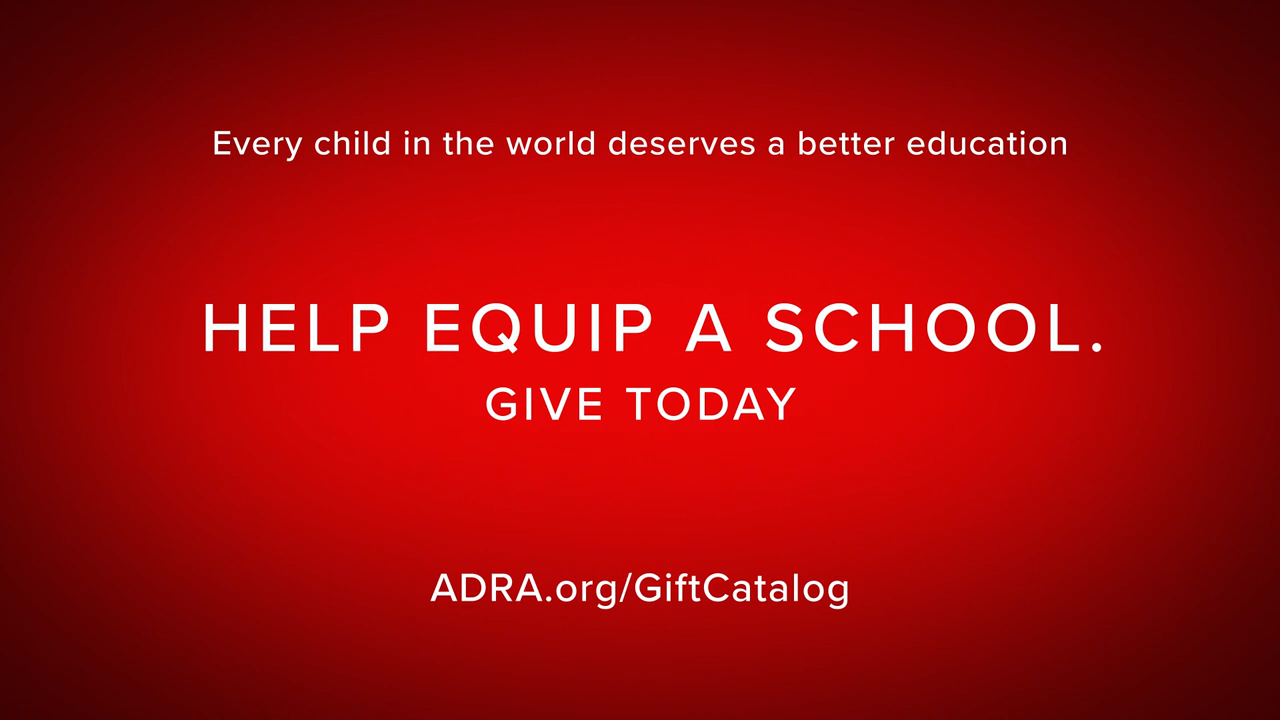 Every child in the world deserves a better education
HELP EQUIP A SCHOOL.
GIVE TODAY
ADRA.org/GiftCatalog